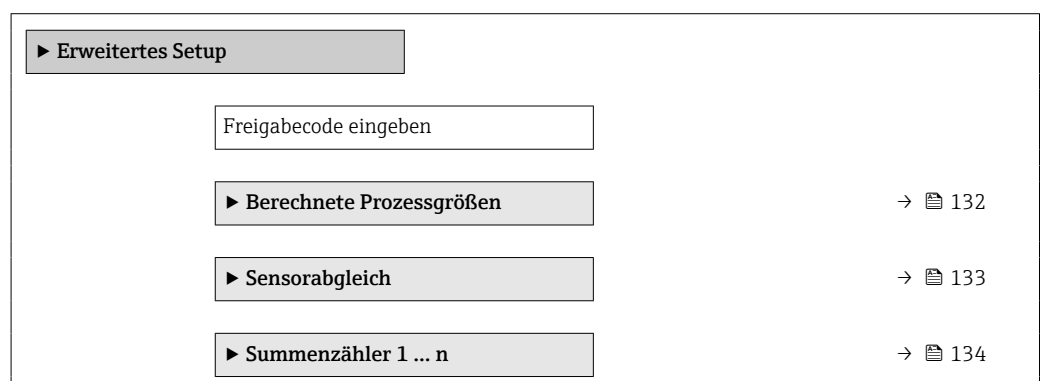 ▶ Erweitertes Setup
Freigabecode eingeben
▶ Berechnete Prozessgrößen → 🖹 132
▶ Sensorabgleich → 🖹 133
▶ Summenzähler 1 … n → 🖹 134